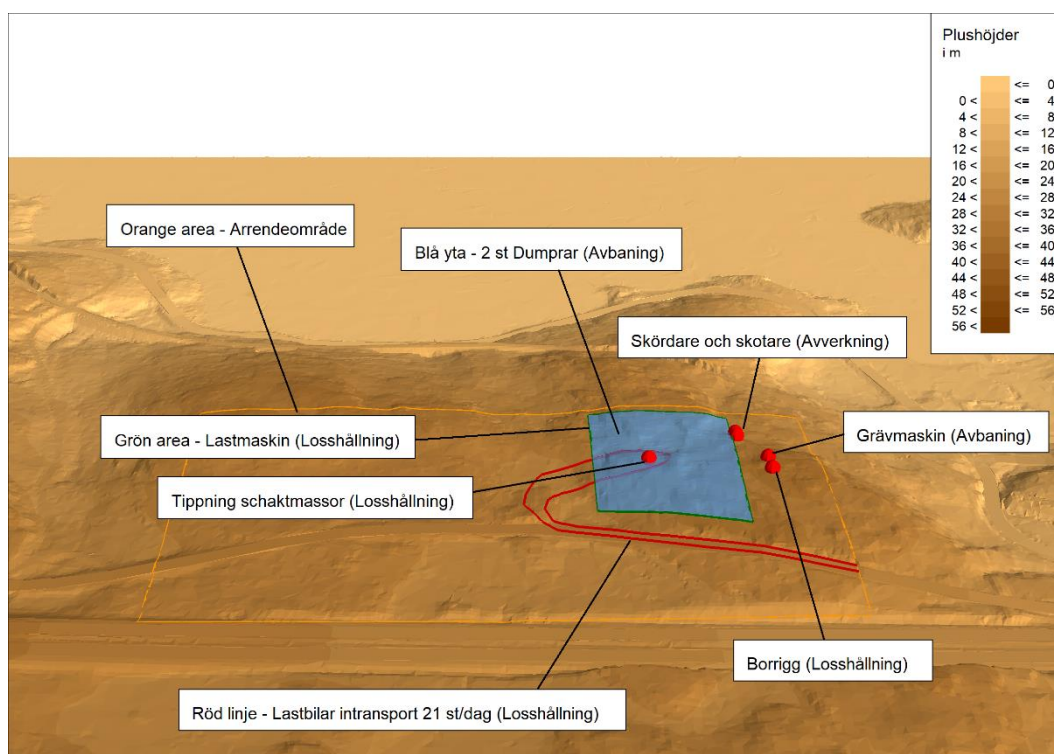 Plushöjder
i m
<= 0
0 < <= 4
4 < <= 8
8 < <= 12
12 < <= 16
16 < <= 20
20 < <= 24
24 < <= 28
28 < <= 32
32 < <= 36
36 < <= 40
40 < <= 44
44 < <= 48
48 < <= 52
52 < <= 56
56 <
Orange area - Arrendeområde
Blå yta - 2 st Dumprar (Avbaning)
Skördare och skotare (Avverkning)
Grön area - Lastmaskin (Losshållning)
Grävmaskin (Avbaning)
Tippning schaktmassor (Losshållning)
Borrigg (Losshållning)
Röd linje - Lastbilar intransport 21 st/dag (Losshållning)